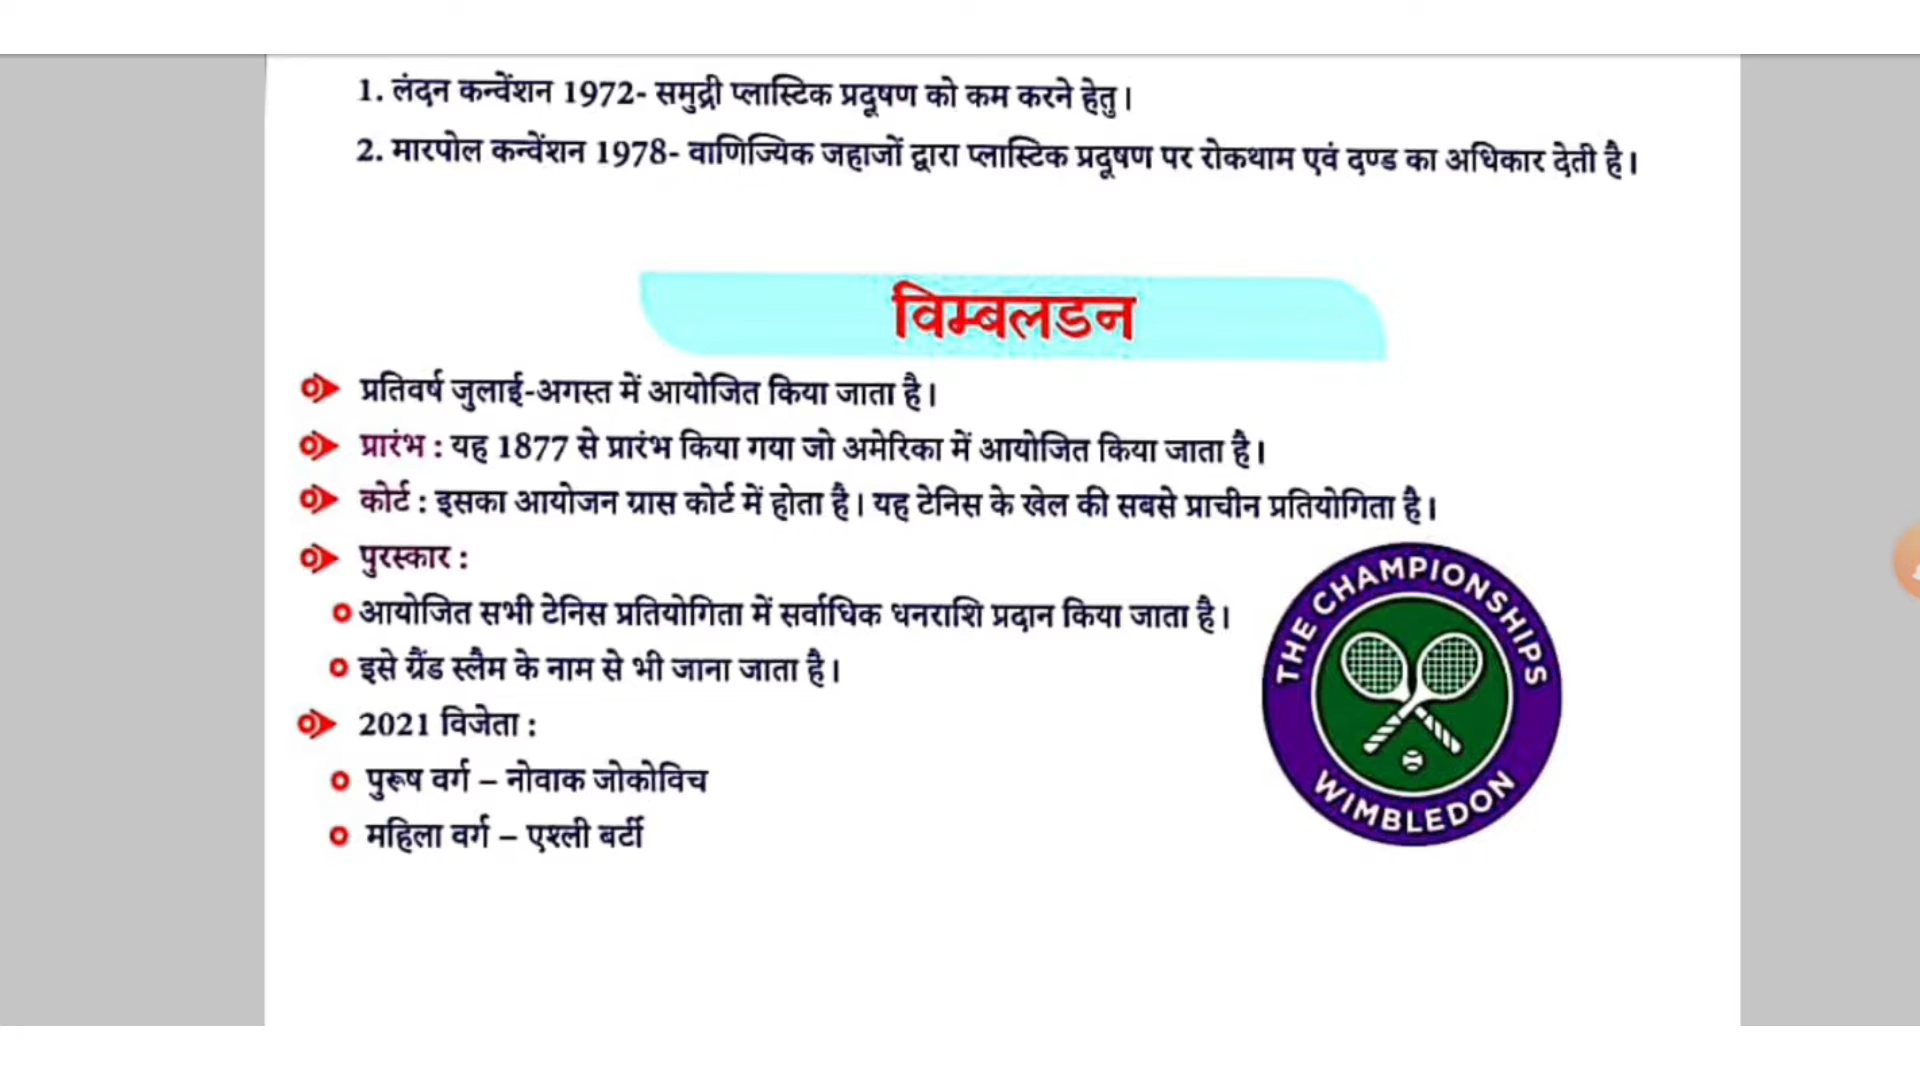 1. लंदन कन्वेंशन 1972- समुद्री प्लास्टिक प्रदूषण को कम करने हेतु।
2. मारपोल कन्वेंशन 1978- वाणिज्यिक जहाजों द्वारा प्लास्टिक प्रदूषण पर रोकथाम एवं दण्ड का अधिकार देती है।
विम्बलडन
प्रतिवर्ष जुलाई-अगस्त में आयोजित किया जाता है।
प्रारंभ : यह 1877 से प्रारंभ किया गया जो अमेरिका में आयोजित किया जाता है।
कोर्ट : इसका आयोजन ग्रास कोर्ट में होता है। यह टेनिस के खेल की सबसे प्राचीन प्रतियोगिता है।
पुरस्कार :
आयोजित सभी टेनिस प्रतियोगिता में सर्वाधिक धनराशि प्रदान किया जाता है।
इसे ग्रैंड स्लैम के नाम से भी जाना जाता है।
2021 विजेता :
पुरूष वर्ग – नोवाक जोकोविच
महिला वर्ग – एश्ली बर्टी
THE CHAMPIONSHIPS
WIMBLEDON